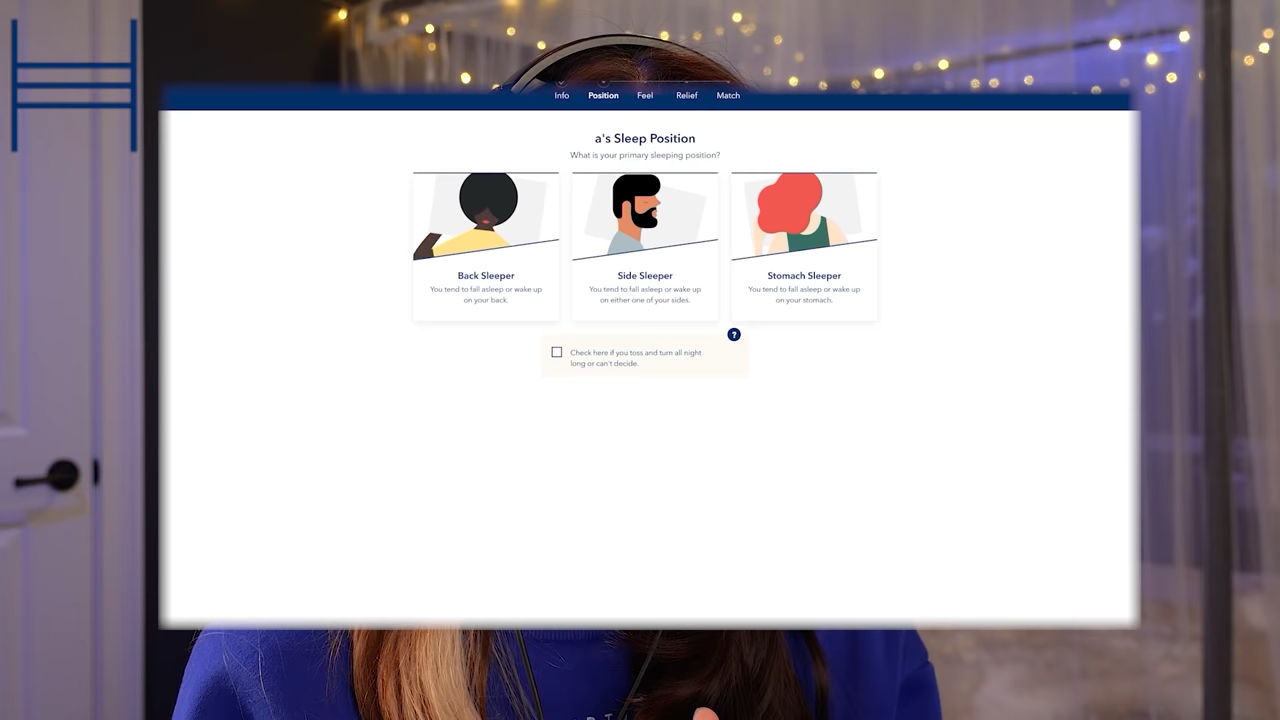 Info Position Feel Relief Match
a's Sleep Position
What is your primary sleeping position?
Back Sleeper
You tend to fall asleep or wake up
on your back.
Side Sleeper
You tend to fall asleep or wake up
on either one of your sides.
Stomach Sleeper
You tend to fall asleep or wake up
on your stomach.
?
Check here if you toss and turn all night
long or can't decide.